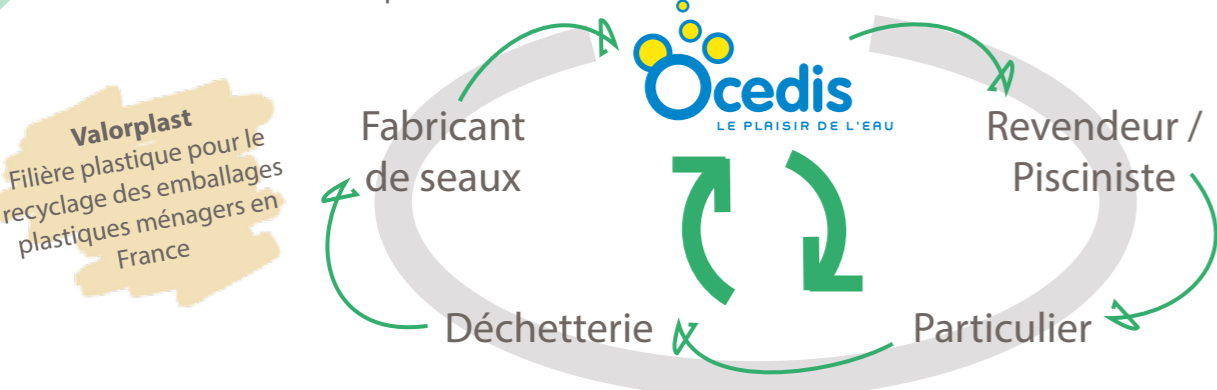 Ocedis
LE PLAISIR DE L'EAU
Valorplast
Filière plastique pour le
recyclage des emballages
plastiques ménagers en
France
Fabricant
de seaux
Revendeur /
Pisciniste
Déchetterie
Particulier